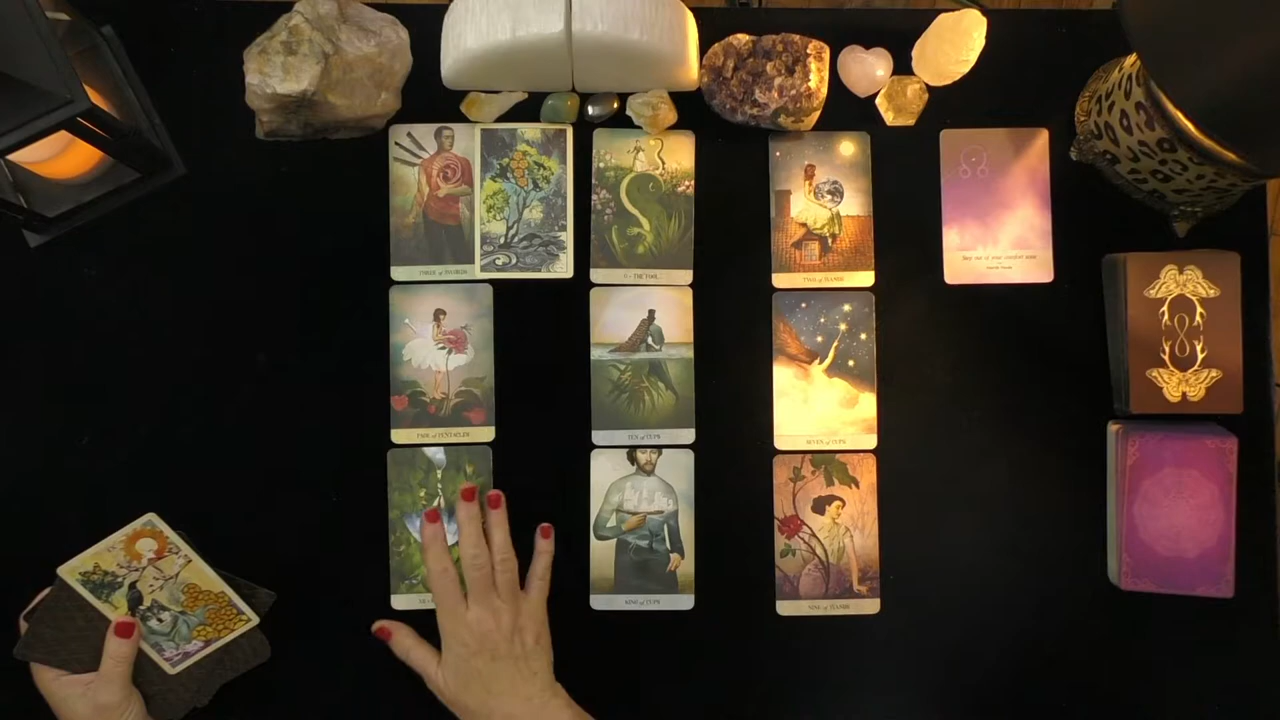 THREE of SWORDS
0 • THE FOOL
TWO of WANDS
Step out of your comfort zone
PAGE of PENTACLES
TEN of CUPS
SEVEN of CUPS
KING of CUPS
NINE of WANDS